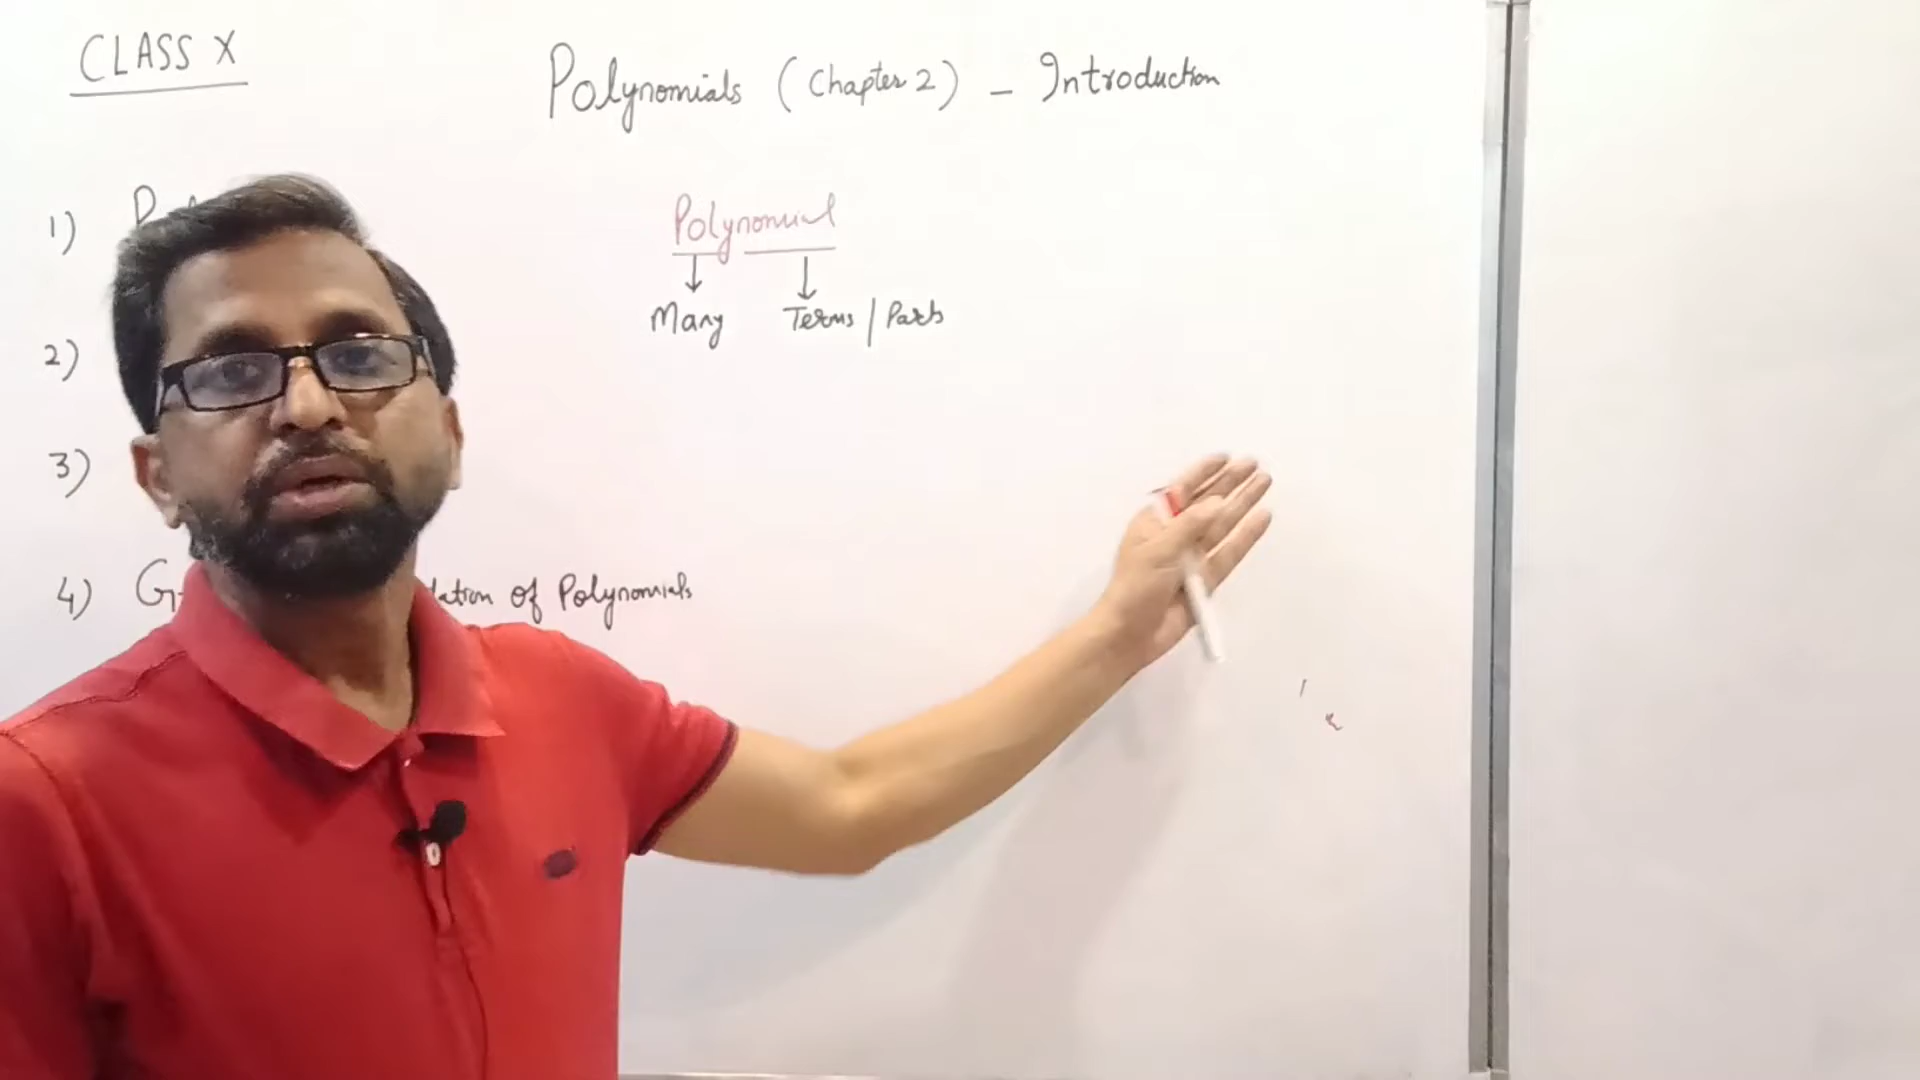 CLASS X
Polynomials (Chapter 2) - Introduction
1)
Polynomial
Many Terms / Parts
2)
3)
4) of Polynomials